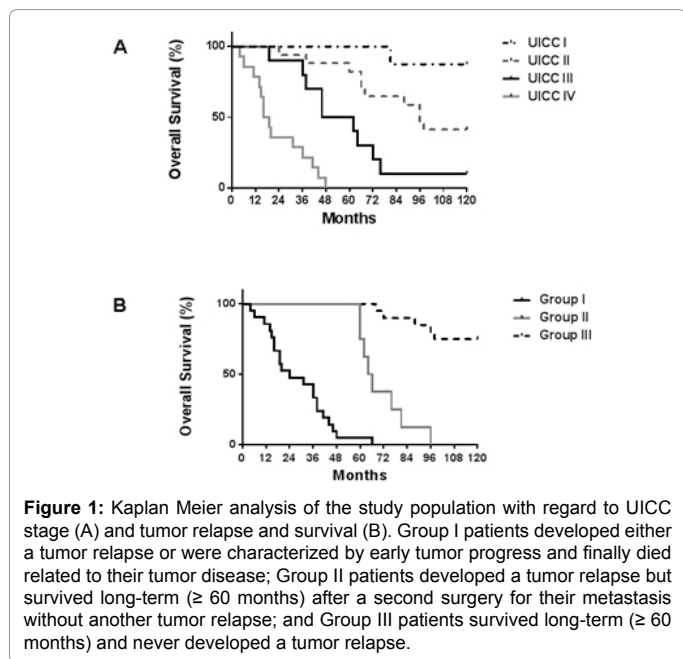 A
Overall Survival (%)
100
50
0
0 12 24 36 48 60 72 84 96 108 120
Months
UICC I
UICC II
UICC III
UICC IV
B
Overall Survival (%)
100
50
0
0 12 24 36 48 60 72 84 96 108 120
Months
Group I
Group II
Group III
Figure 1: Kaplan Meier analysis of the study population with regard to UICC
stage (A) and tumor relapse and survival (B). Group I patients developed either
a tumor relapse or were characterized by early tumor progress and finally died
related to their tumor disease; Group II patients developed a tumor relapse but
survived long-term (≥ 60 months) after a second surgery for their metastasis
without another tumor relapse; and Group III patients survived long-term (≥ 60
months) and never developed a tumor relapse.